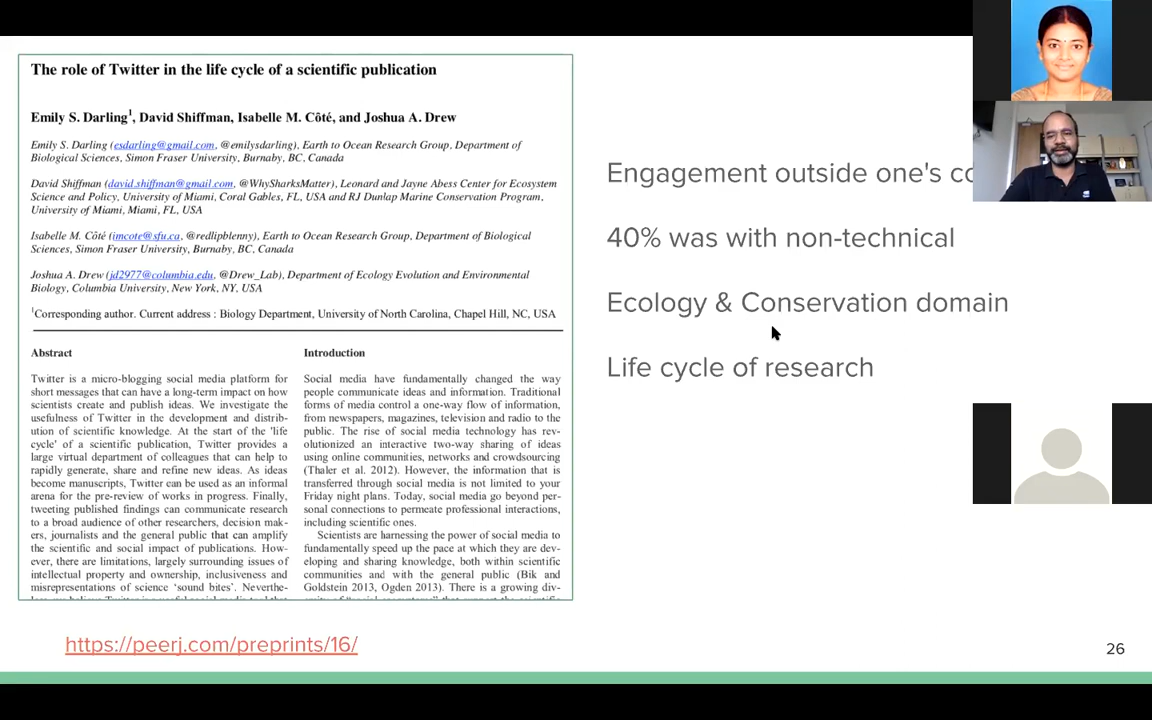 The role of Twitter in the life cycle of a scientific publication
Emily S. Darling1, David Shiffman, Isabelle M. Côté, and Joshua A. Drew
Emily S. Darling (esdarling@gmail.com, @emilysdarling), Earth to Ocean Research Group, Department of
Biological Sciences, Simon Fraser University, Burnaby, BC, Canada
David Shiffman (david.shiffman@gmail.com, @WhySharksMatter), Leonard and Jayne Abess Center for Ecosystem
Science and Policy, University of Miami, Coral Gables, FL, USA and RJ Dunlap Marine Conservation Program,
University of Miami, Miami, FL, USA
Isabelle M. Côté (imcote@sfu.ca, @redlipblenny), Earth to Ocean Research Group, Department of Biological
Sciences, Simon Fraser University, Burnaby, BC, Canada
Joshua A. Drew (jd2977@columbia.edu, @Drew_Lab), Department of Ecology Evolution and Environmental
Biology, Columbia University, New York, NY, USA
1Corresponding author. Current address : Biology Department, University of North Carolina, Chapel Hill, NC, USA
Abstract
Twitter is a micro-blogging social media platform for
short messages that can have a long-term impact on how
scientists create and publish ideas. We investigate the
usefulness of Twitter in the development and distrib-
ution of scientific knowledge. At the start of the 'life
cycle' of a scientific publication, Twitter provides a
large virtual department of colleagues that can help to
rapidly generate, share and refine new ideas. As ideas
become manuscripts, Twitter can be used as an informal
arena for the pre-review of works in progress. Finally,
tweeting published findings can communicate research
to a broad audience of other researchers, decision mak-
ers, journalists and the general public that can amplify
the scientific and social impact of publications. How-
ever, there are limitations, largely surrounding issues of
intellectual property and ownership, inclusiveness and
misrepresentations of science 'sound bites'. Neverthe-
Introduction
Social media have fundamentally changed the way
people communicate ideas and information. Traditional
forms of media control a one-way flow of information,
from newspapers, magazines, television and radio to the
public. The rise of social media technology has rev-
olutionized an interactive two-way sharing of ideas
using online communities, networks and crowdsourcing
(Thaler et al. 2012). However, the information that is
transferred through social media is not limited to your
Friday night plans. Today, social media go beyond per-
sonal connections to permeate professional interactions,
including scientific ones.
Scientists are harnessing the power of social media to
fundamentally speed up the pace at which they are dev-
eloping and sharing knowledge, both within scientific
communities and with the general public (Bik and
Goldstein 2013, Ogden 2013). There is a growing div-
Engagement outside one's co
40% was with non-technical
Ecology & Conservation domain
Life cycle of research
https://peerj.com/preprints/16/
26